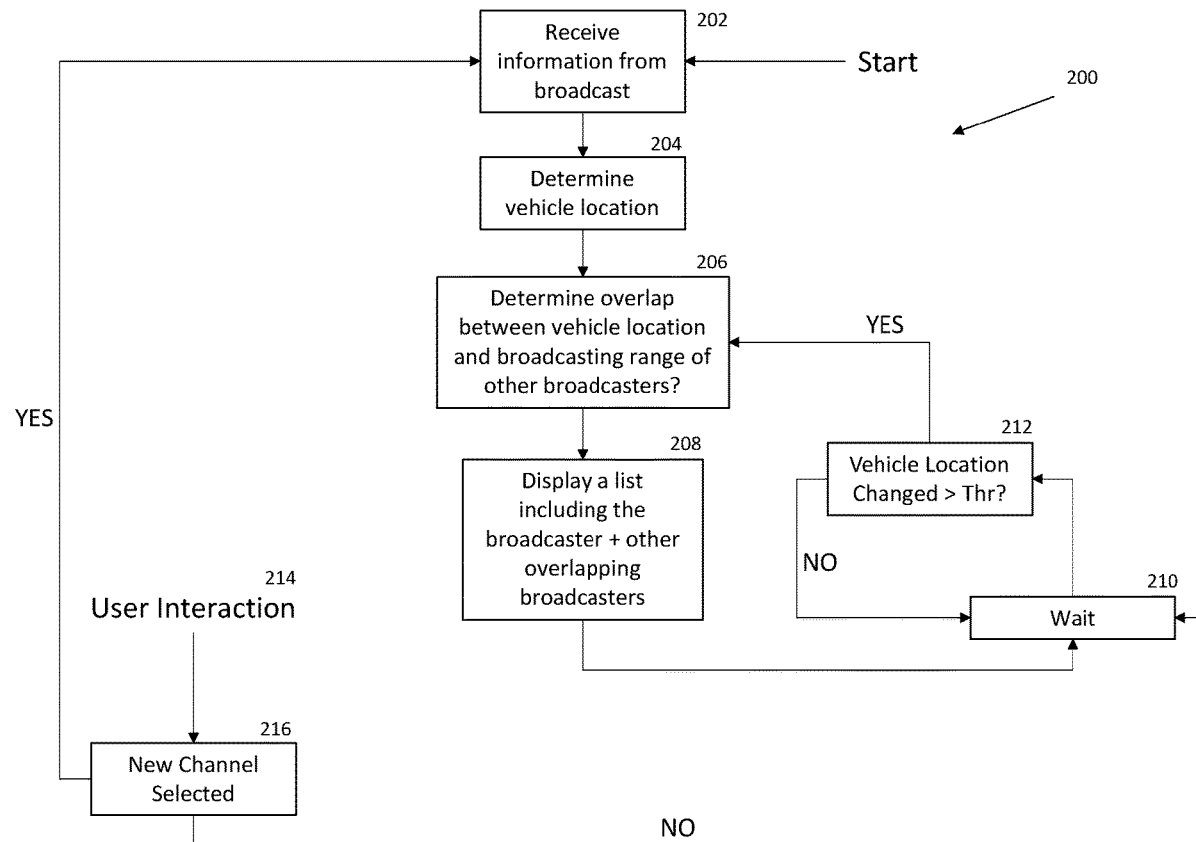 202
Receive
information from
broadcast
Start
200
204
Determine
vehicle location
206
Determine overlap
between vehicle location
and broadcasting range of
other broadcasters?
YES
YES
208
Display a list
including the
broadcaster + other
overlapping
broadcasters
212
Vehicle Location
Changed > Thr?
NO
210
Wait
214
User Interaction
216
New Channel
Selected
NO